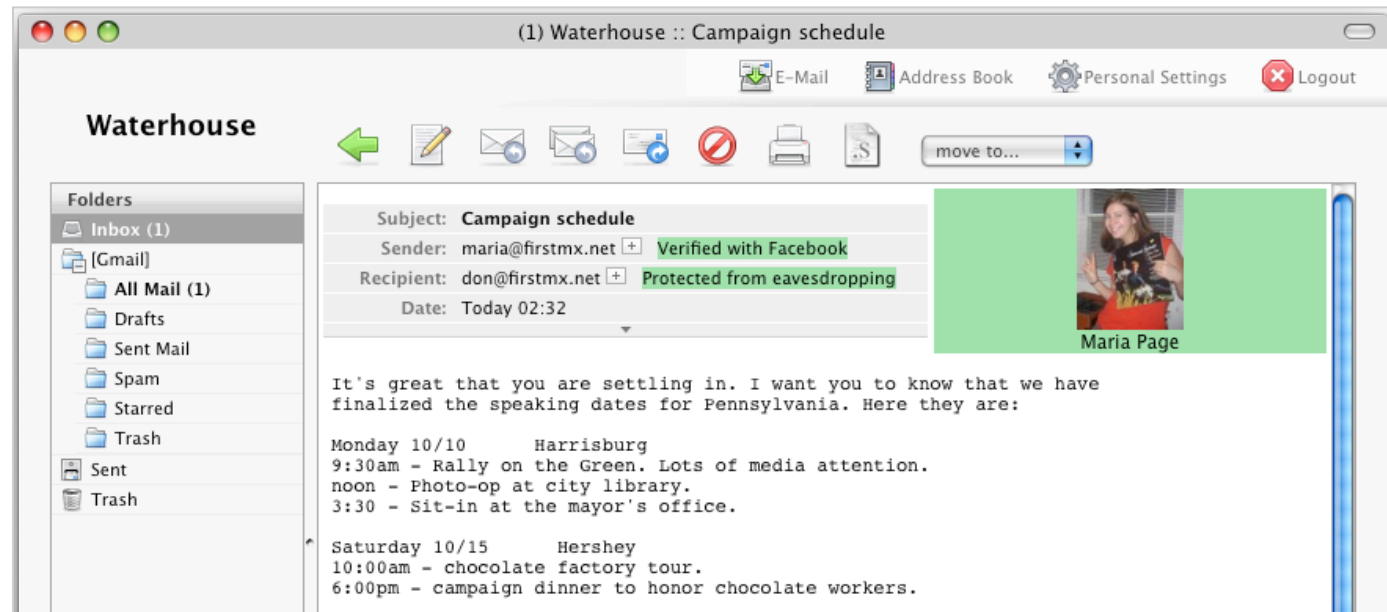 (1) Waterhouse :: Campaign schedule
E-Mail Address Book Personal Settings Logout
Waterhouse
.S move to...
Folders
Inbox (1)
[Gmail]
All Mail (1)
Drafts
Sent Mail
Spam
Starred
Trash
Sent
Trash
Subject: Campaign schedule
Sender: maria@firstmx.net + Verified with Facebook
Recipient: don@firstmx.net + Protected from eavesdropping
Date: Today 02:32
Maria Page
It's great that you are settling in. I want you to know that we have
finalized the speaking dates for Pennsylvania. Here they are:
Monday 10/10 Harrisburg
9:30am - Rally on the Green. Lots of media attention.
noon - Photo-op at city library.
3:30 - Sit-in at the mayor's office.
Saturday 10/15 Hershey
10:00am - chocolate factory tour.
6:00pm - campaign dinner to honor chocolate workers.